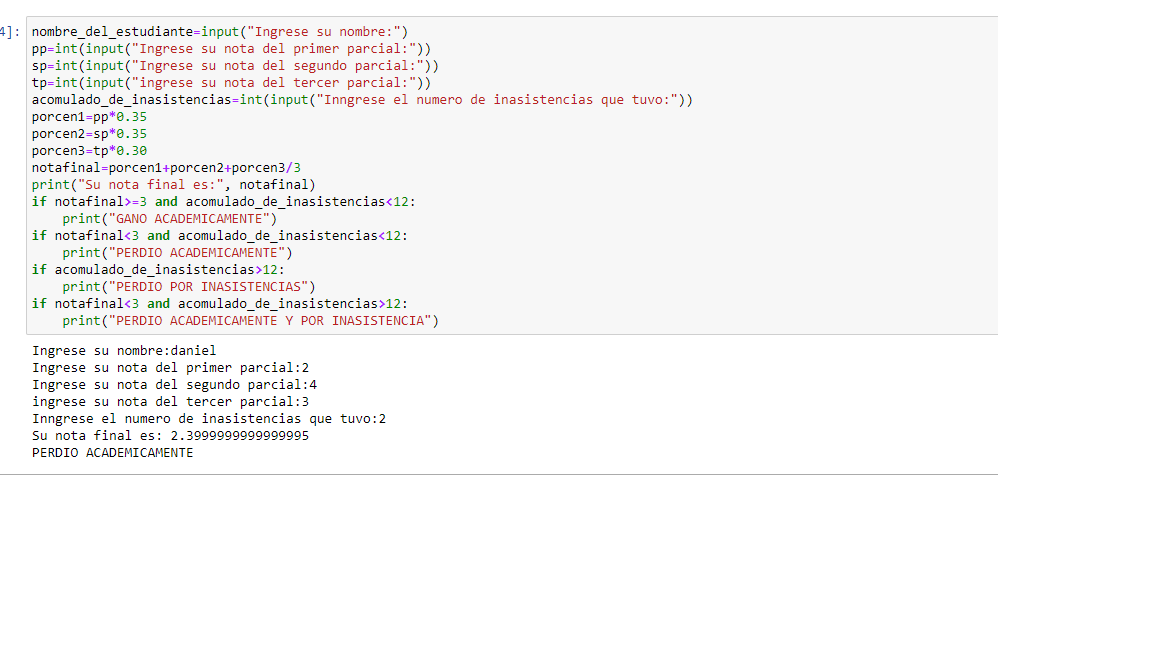 4]:
nombre_del_estudiante=input("Ingrese su nombre:")
pp=int(input("Ingrese su nota del primer parcial:"))
sp=int(input("Ingrese su nota del segundo parcial:"))
tp=int(input("ingrese su nota del tercer parcial:"))
acomulado_de_inasistencias=int(input("Inngrese el numero de inasistencias que tuvo:"))
porcen1=pp*0.35
porcen2=sp*0.35
porcen3=tp*0.30
notafinal=porcen1+porcen2+porcen3/3
print("Su nota final es:", notafinal)
if notafinal>=3 and acomulado_de_inasistencias<12:
    print("GANO ACADEMICAMENTE")
if notafinal<3 and acomulado_de_inasistencias<12:
    print("PERDIO ACADEMICAMENTE")
if acomulado_de_inasistencias>12:
    print("PERDIO POR INASISTENCIAS")
if notafinal<3 and acomulado_de_inasistencias>12:
    print("PERDIO ACADEMICAMENTE Y POR INASISTENCIA")
Ingrese su nombre:daniel
Ingrese su nota del primer parcial:2
Ingrese su nota del segundo parcial:4
ingrese su nota del tercer parcial:3
Inngrese el numero de inasistencias que tuvo:2
Su nota final es: 2.3999999999999995
PERDIO ACADEMICAMENTE